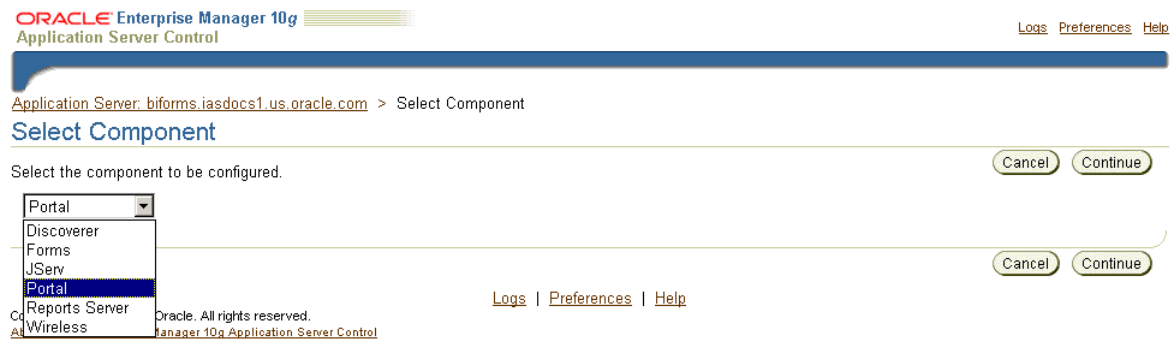 ORACLE Enterprise Manager 10g
Application Server Control
Logs Preferences Help
Application Server: biforms.iasdocs1.us.oracle.com > Select Component
Select Component
Select the component to be configured.
Cancel Continue
Portal
Discoverer
Forms
JServ
Portal
Reports Server
Wireless
Cancel Continue
Logs | Preferences | Help
Oracle. All rights reserved.
10g Application Server Control